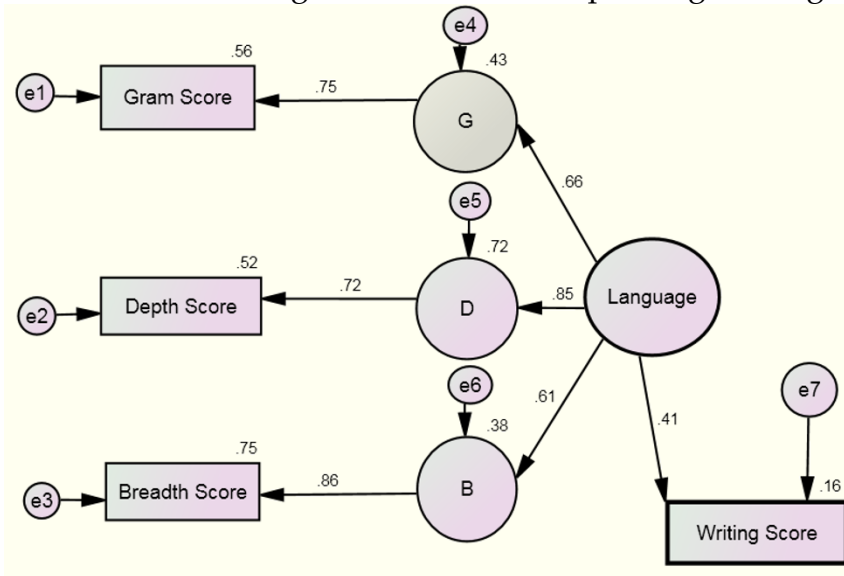 e4
.56
.43
e1
Gram Score
.75
G
.66
e5
.72
.52
e2
Depth Score
.72
D
.85
Language
e6
.61
.38
e7
.41
.75
e3
Breadth Score
.86
B
.16
Writing Score